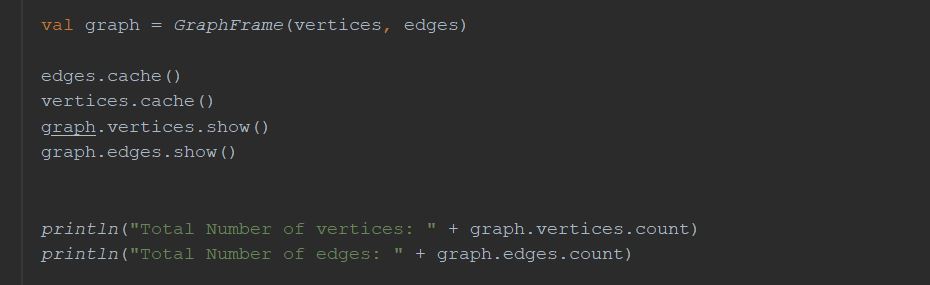 val graph = GraphFrame(vertices, edges)
edges.cache()
vertices.cache()
graph.vertices.show()
graph.edges.show()
println("Total Number of vertices: " + graph.vertices.count)
println("Total Number of edges: " + graph.edges.count)